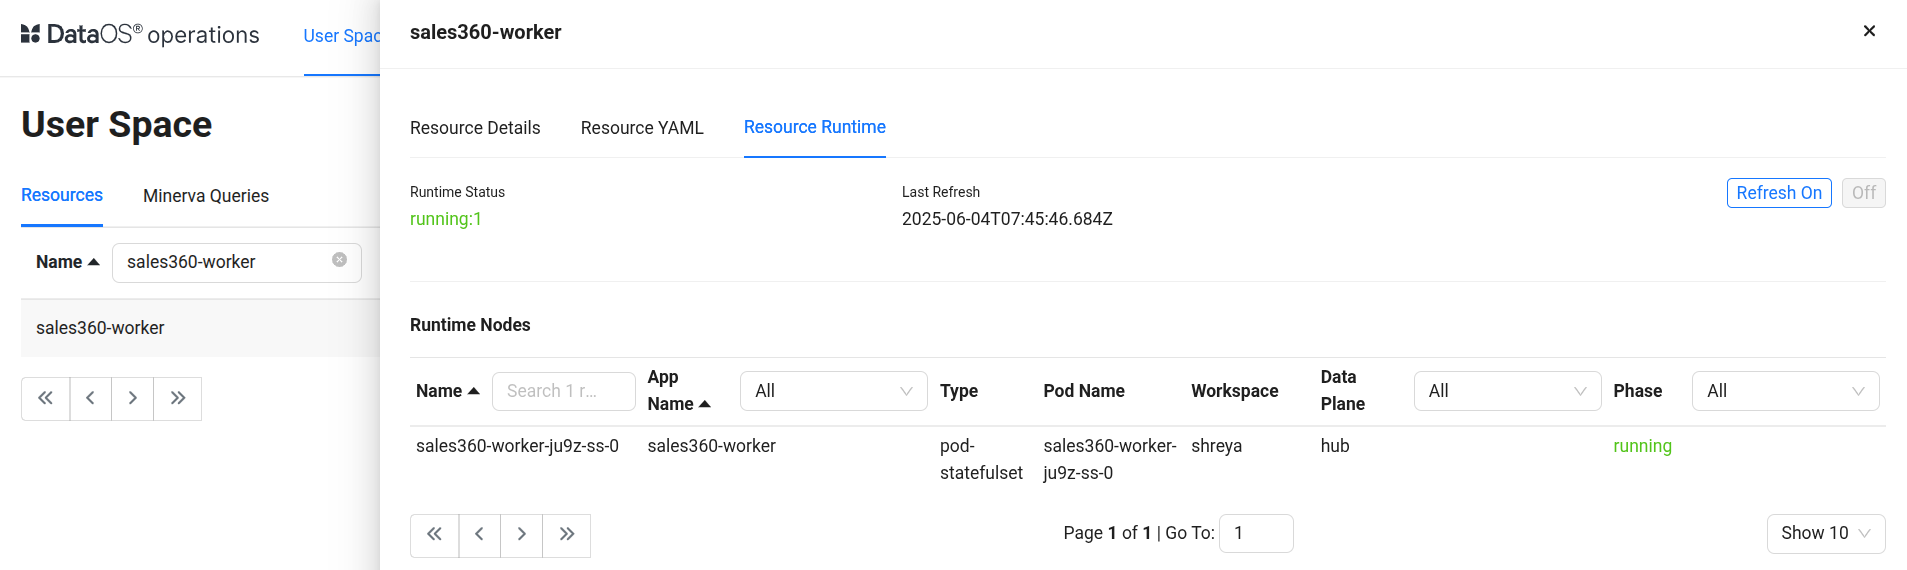 DataOS® operations
User Spac
User Space
Resources
Minerva Queries
Name
sales360-worker
sales360-worker
sales360-worker
Resource Details
Resource YAML
Resource Runtime
Runtime Status
running:1
Last Refresh
2025-06-04T07:45:46.684Z
Refresh On
Off
Runtime Nodes
Name
Search 1 r...
App
Name
All
Type
Pod Name
Workspace
Data
Plane
All
Phase
All
sales360-worker-ju9z-ss-0
sales360-worker
pod-
statefulset
sales360-worker-
ju9z-ss-0
shreya
hub
running
Page 1 of 1 | Go To: 1
Show 10